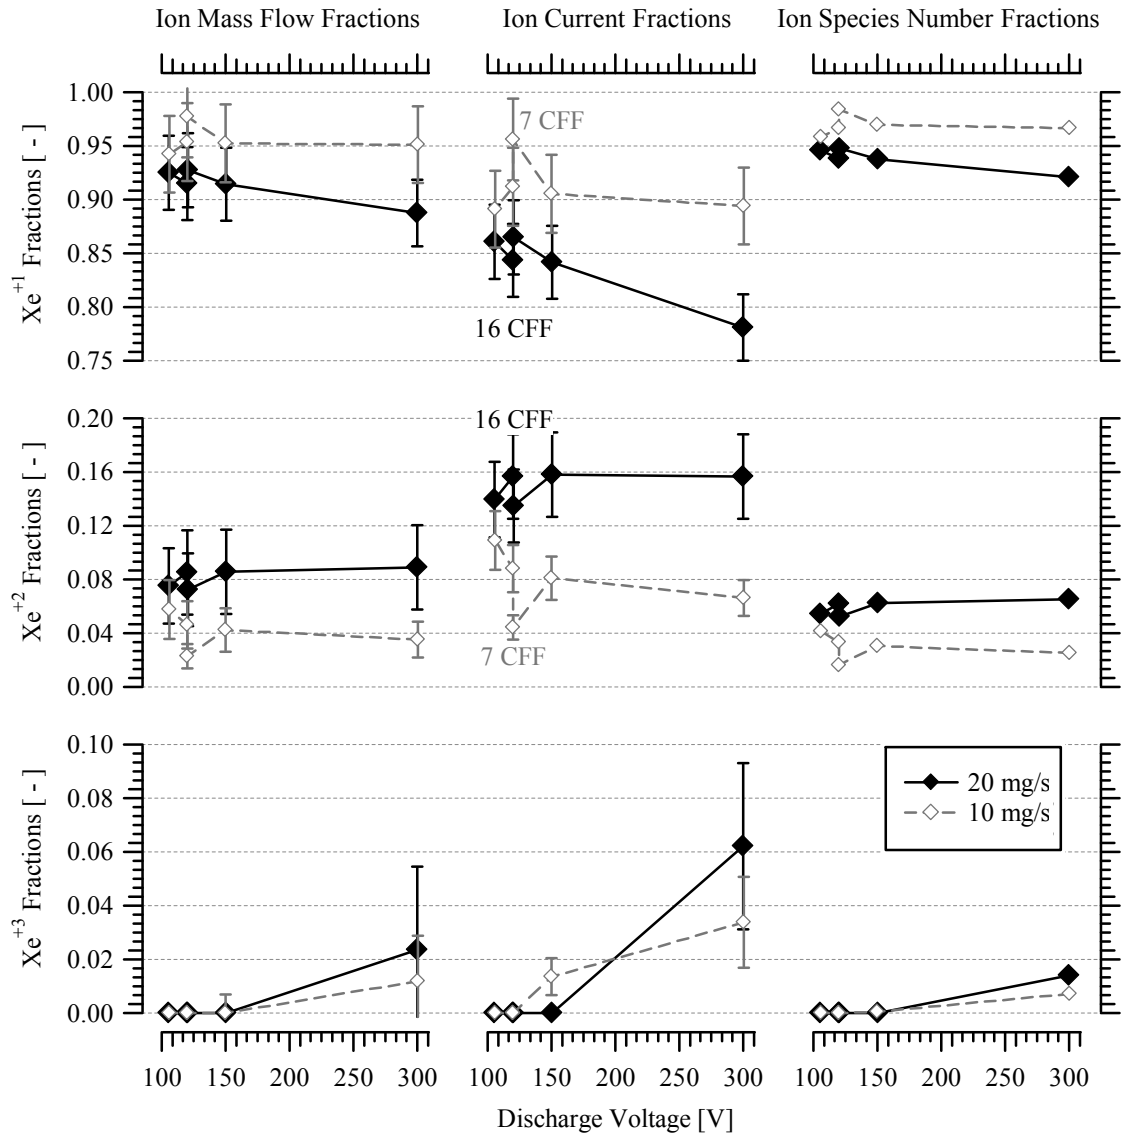 Ion Mass Flow Fractions
Ion Current Fractions
Ion Species Number Fractions
Xe+1 Fractions [ - ]
1.00
0.95
0.90
0.85
0.80
0.75
7 CFF
16 CFF
Xe+2 Fractions [ - ]
0.20
0.16
0.12
0.08
0.04
0.00
16 CFF
7 CFF
Xe+3 Fractions [ - ]
0.10
0.08
0.06
0.04
0.02
0.00
20 mg/s
10 mg/s
100 150 200 250 300
100 150 200 250 300
100 150 200 250 300
Discharge Voltage [V]